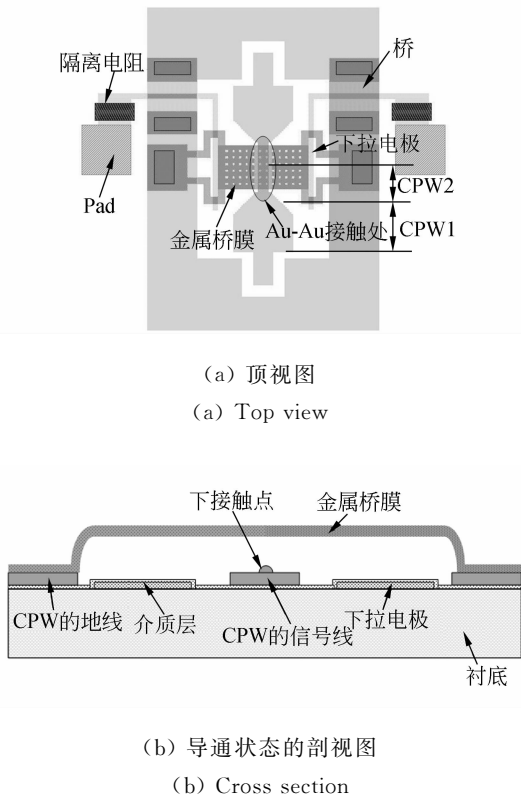 隔离电阻
桥
下拉电极
Pad
CPW2
金属桥膜
Au-Au接触处
CPW1
(a) 顶视图
(a) Top view
下接触点
金属桥膜
CPW的地线
介质层
CPW的信号线
下拉电极
衬底
(b) 导通状态的剖视图
(b) Cross section